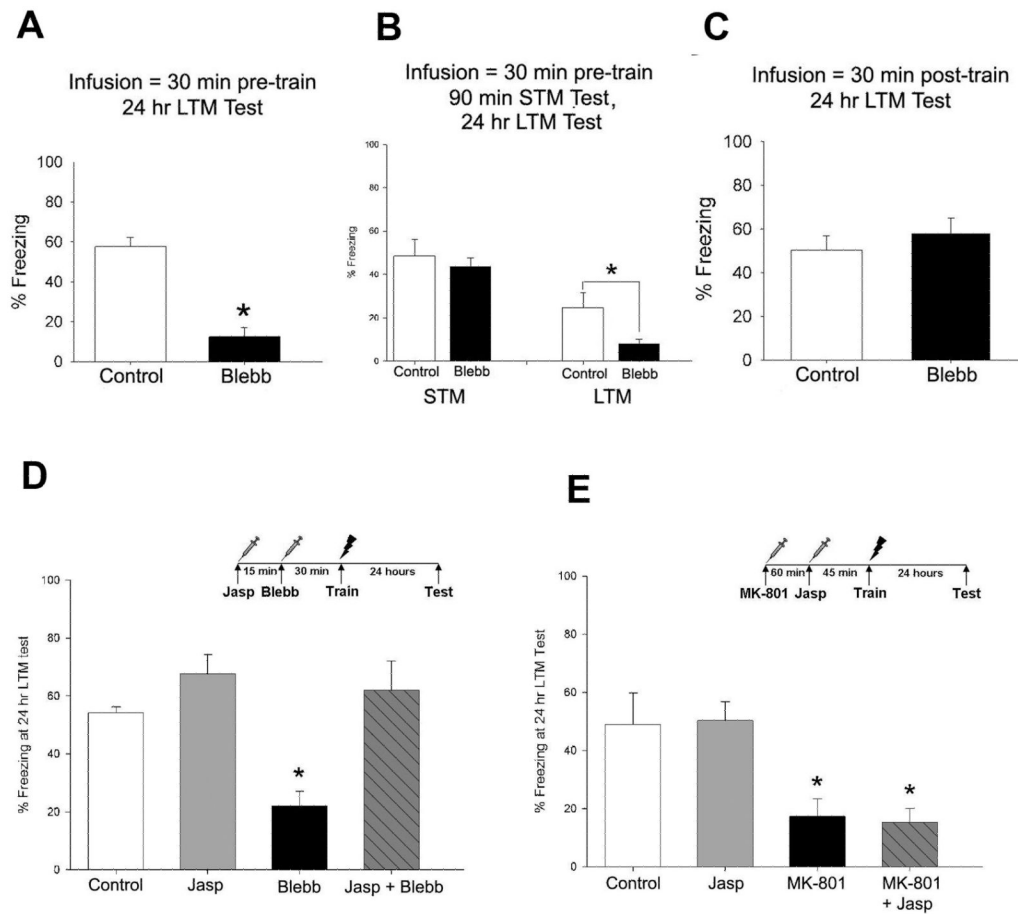 A
Infusion = 30 min pre-train
24 hr LTM Test
% Freezing
100
80
60
40
20
0
Control Blebb
*
B
Infusion = 30 min pre-train
90 min STM Test,
24 hr LTM Test
% Freezing
100
80
60
40
20
0
*
Control Blebb Control Blebb
STM LTM
C
Infusion = 30 min post-train
24 hr LTM Test
% Freezing
100
80
60
40
20
0
Control Blebb
D
15 min 30 min 24 hours
Jasp Blebb Train Test
% Freezing at 24 hr LTM test
100
80
60
40
20
0
*
Control Jasp Blebb Jasp + Blebb
E
60 min 45 min 24 hours
MK-801 Jasp Train Test
% Freezing at 24 hr LTM Test
100
80
60
40
20
0
* *
Control Jasp MK-801 MK-801
+ Jasp